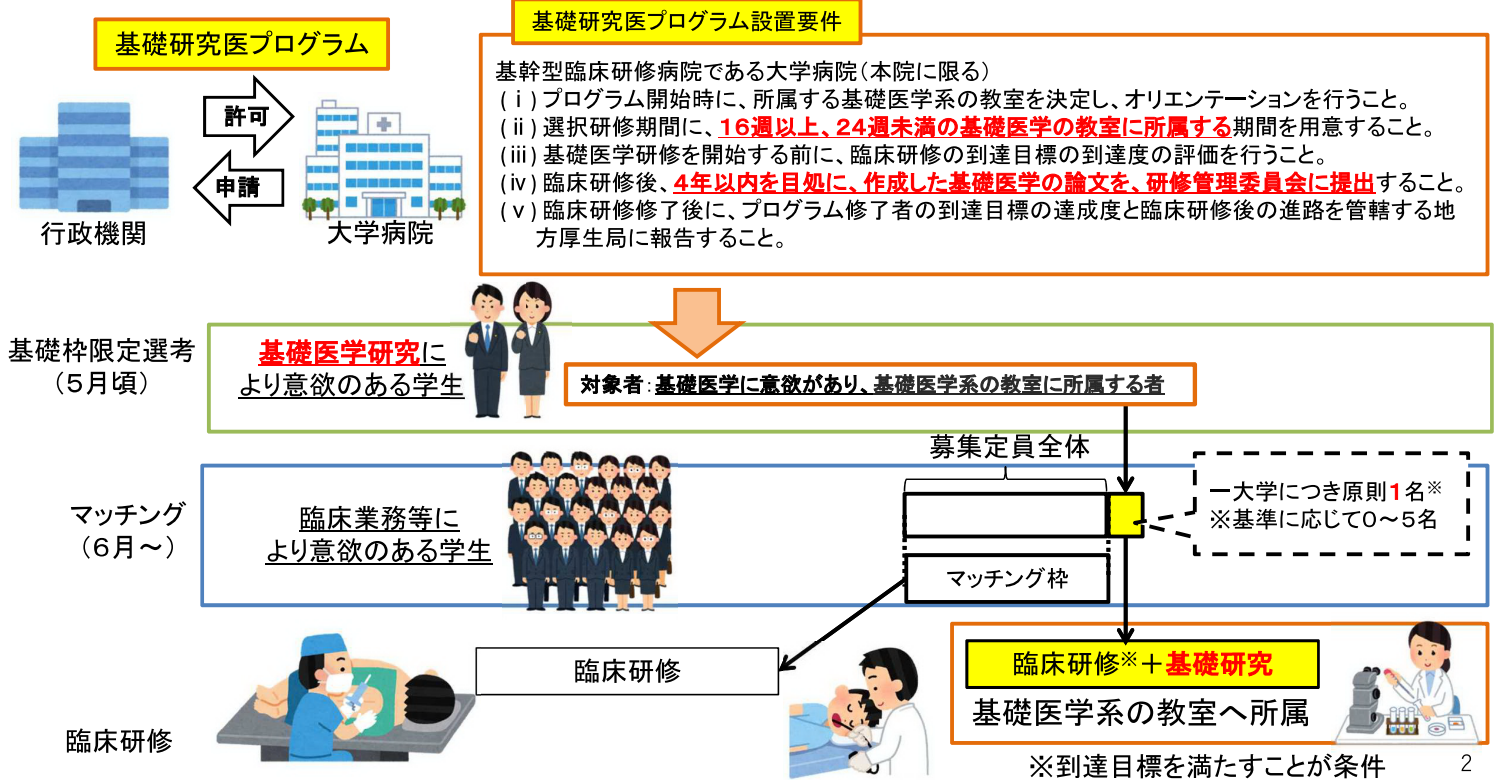 基礎研究医プログラム
許可
申請
行政機関
大学病院
基礎研究医プログラム設置要件
基幹型臨床研修病院である大学病院(本院に限る)
(ⅰ)プログラム開始時に、所属する基礎医学系の教室を決定し、オリエンテーションを行うこと。
(ⅱ)選択研修期間に、16週以上、24週未満の基礎医学の教室に所属する期間を用意すること。
(ⅲ)基礎医学研修を開始する前に、臨床研修の到達目標の到達度の評価を行うこと。
(ⅳ)臨床研修後、4年以内を目処に、作成した基礎医学の論文を、研修管理委員会に提出すること。
(ⅴ)臨床研修修了後に、プログラム修了者の到達目標の達成度と臨床研修後の進路を管轄する地
方厚生局に報告すること。
基礎枠限定選考
(5月頃)
基礎医学研究に
より意欲のある学生
対象者:基礎医学に意欲があり、基礎医学系の教室に所属する者
マッチング
(6月~)
臨床業務等に
より意欲のある学生
募集定員全体
マッチング枠
一大学につき原則1名※
※基準に応じて0~5名
臨床研修
臨床研修
臨床研修※+基礎研究
基礎医学系の教室へ所属
※到達目標を満たすことが条件
2